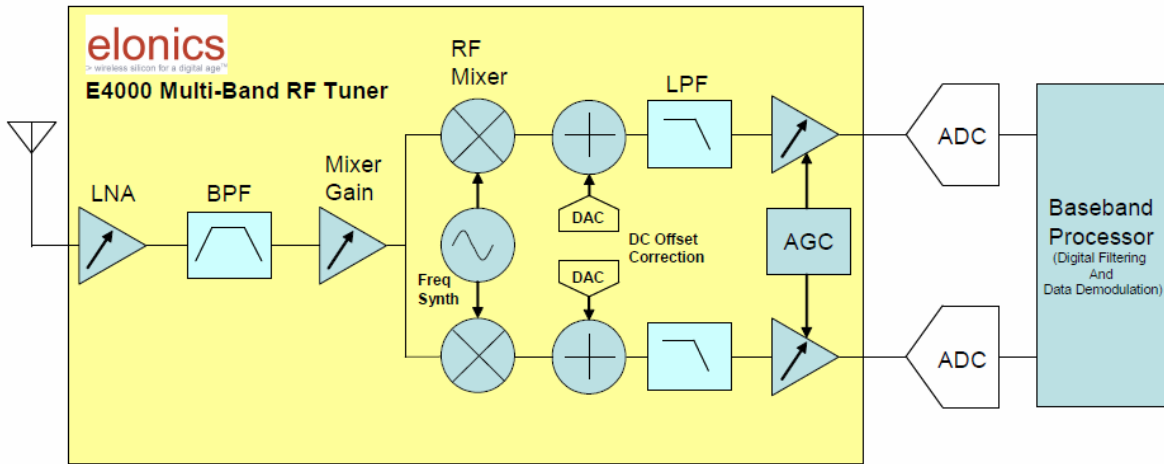 elonics
> wireless silicon for a digital age™
E4000 Multi-Band RF Tuner
RF
Mixer
LPF
ADC
LNA
BPF
Mixer
Gain
DAC
DC Offset
Correction
AGC
Freq
Synth
DAC
Baseband
Processor
(Digital Filtering
And
Data Demodulation)
ADC